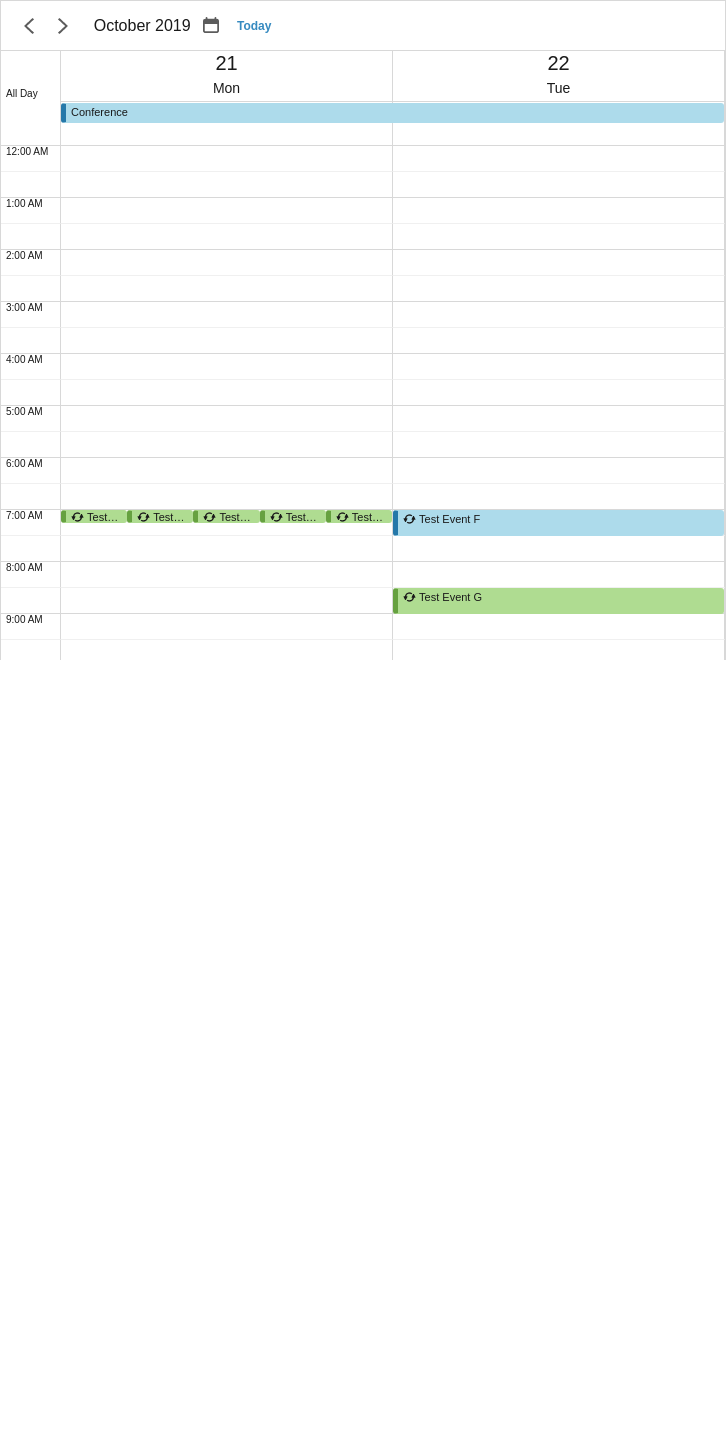 October 2019 Today
21 22
Mon Tue
All Day
Conference
12:00 AM
1:00 AM
2:00 AM
3:00 AM
4:00 AM
5:00 AM
6:00 AM
7:00 AM Test… Test… Test… Test… Test… Test Event F
8:00 AM
Test Event G
9:00 AM